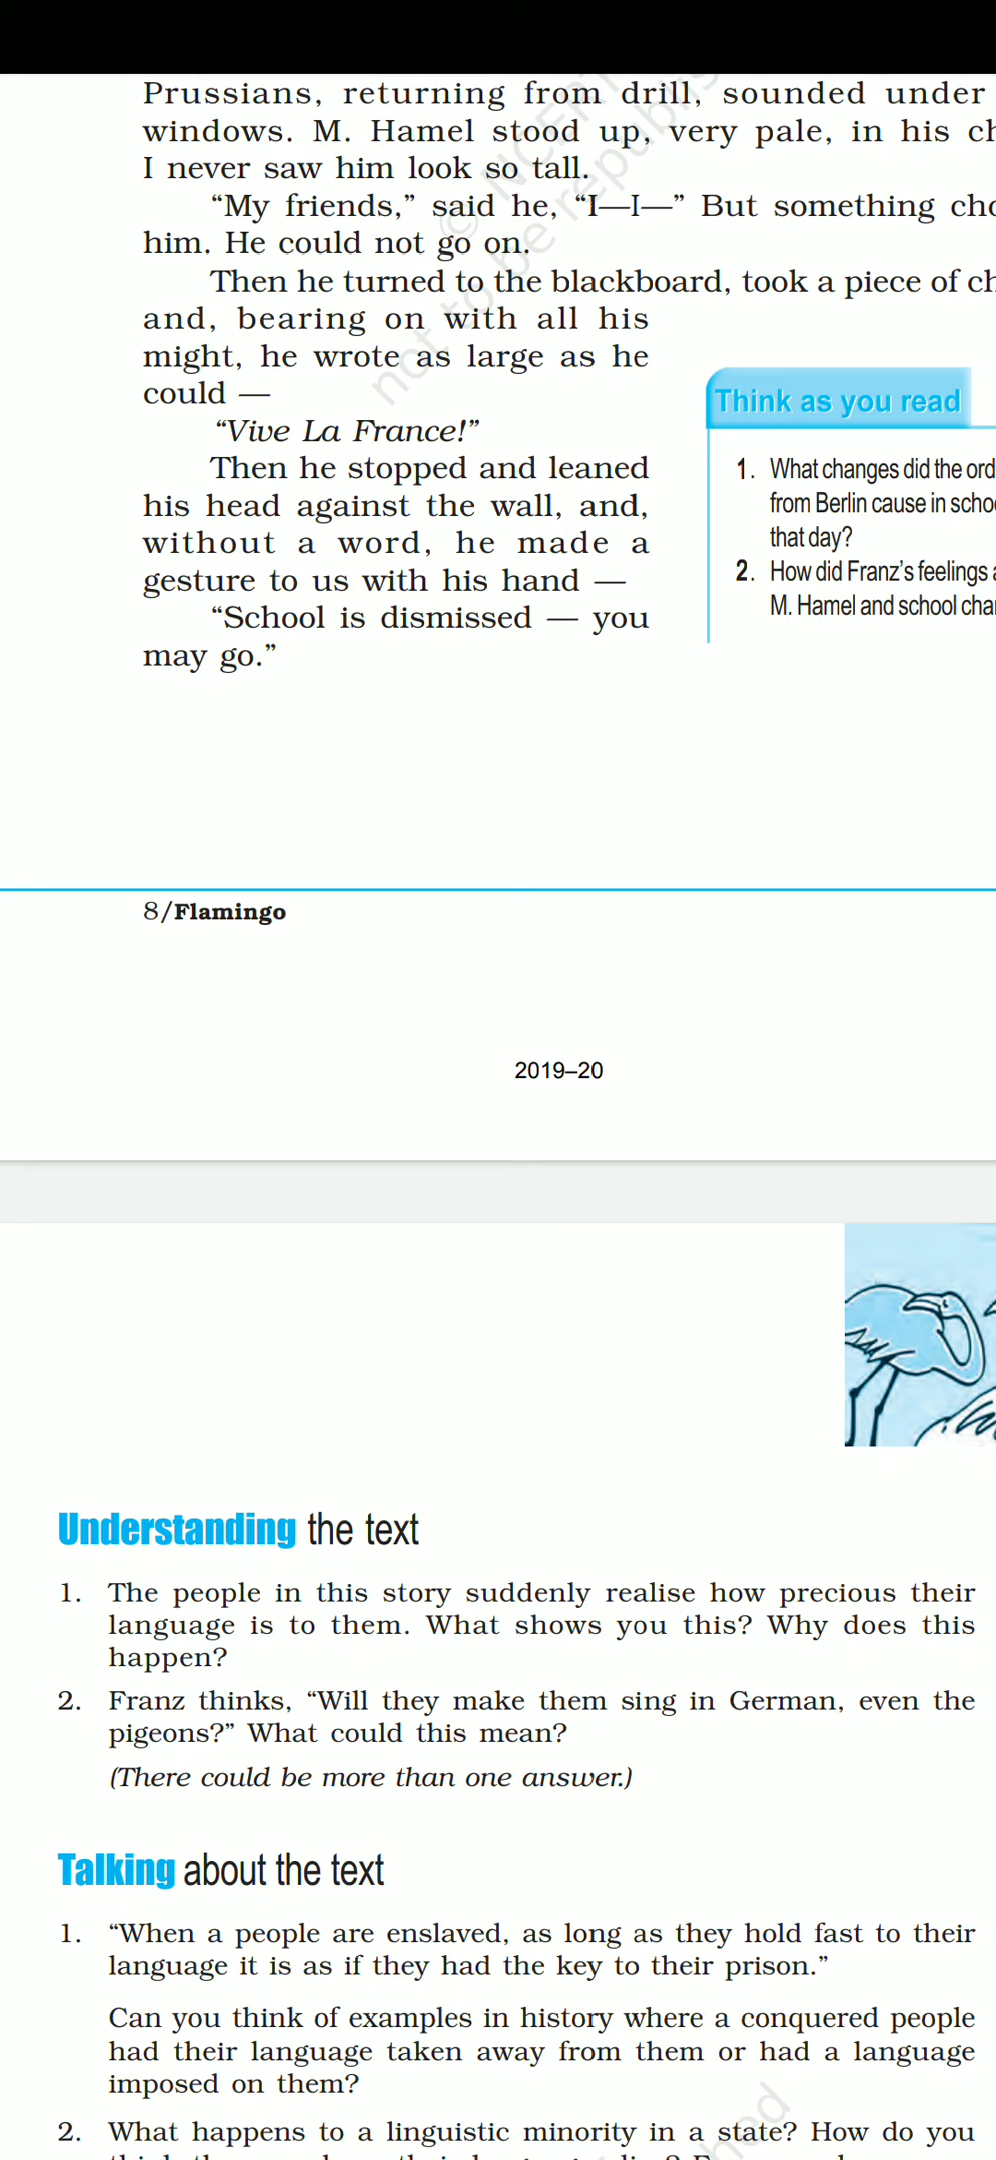 Prussians, returning from drill, sounded under
windows. M. Hamel stood up, very pale, in his
I never saw him look so tall.
“My friends,” said he, “I—I—” But something
him. He could not go on.
Then he turned to the blackboard, took a piece of
and, bearing on with all his
might, he wrote as large as he
could —
“Vive La France!”
Then he stopped and leaned
his head against the wall, and,
without a word, he made a
gesture to us with his hand —
“School is dismissed — you
may go.”
Think as you read
1. What changes did the
from Berlin cause in
that day?
2. How did Franz’s feelings
M. Hamel and school
© NCERT
not to be
8/Flamingo
2019–20
Understanding the text
1. The people in this story suddenly realise how precious their
language is to them. What shows you this? Why does this
happen?
2. Franz thinks, “Will they make them sing in German, even the
pigeons?” What could this mean?
(There could be more than one answer.)
Talking about the text
1. “When a people are enslaved, as long as they hold fast to their
language it is as if they had the key to their prison.”
Can you think of examples in history where a conquered people
had their language taken away from them or had a language
imposed on them?
2. What happens to a linguistic minority in a state? How do you